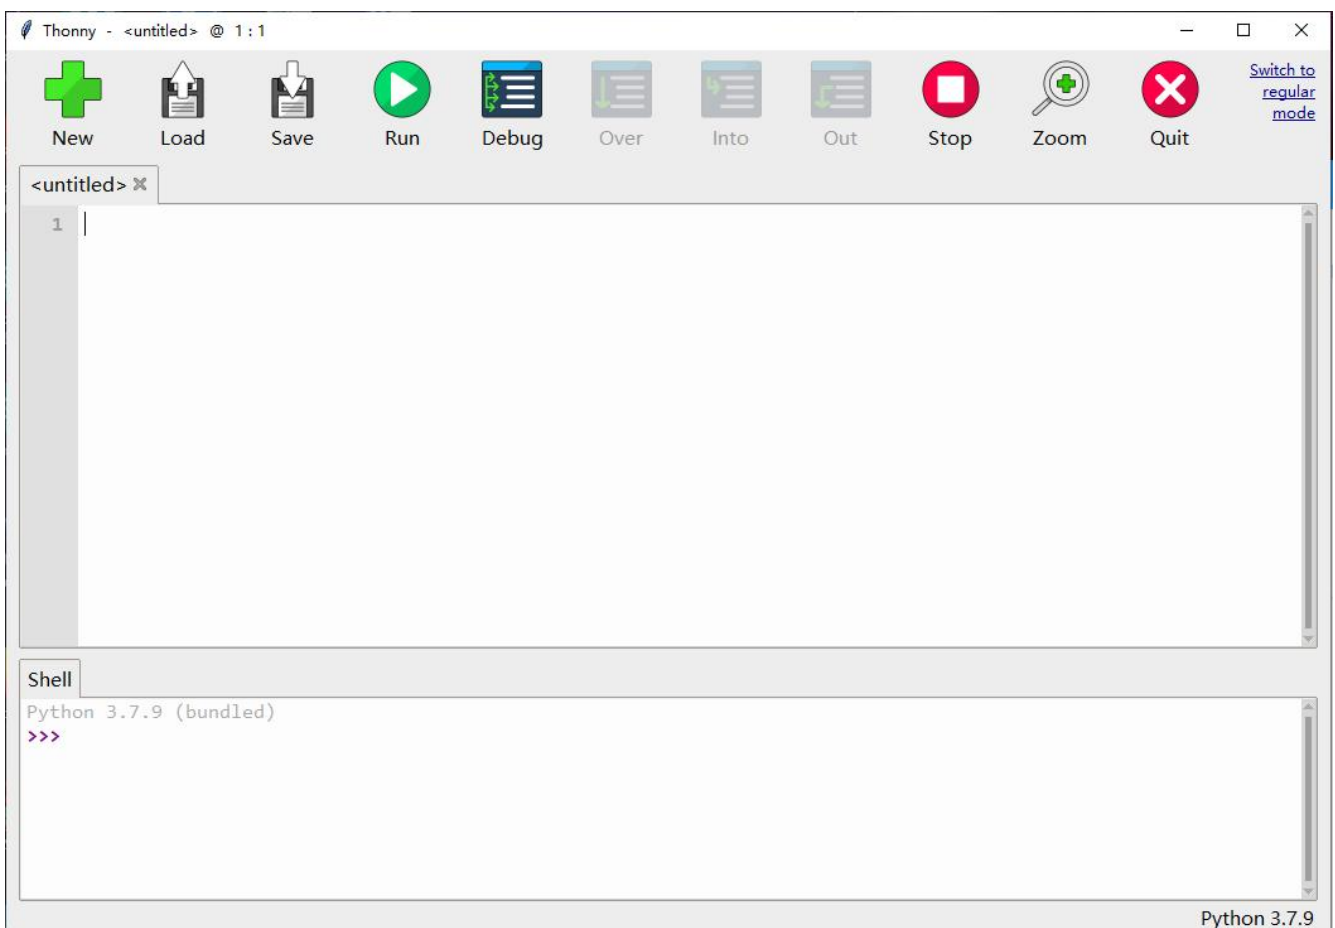 Thonny - <untitled> @ 1:1
New Load Save Run Debug Over Into Out Stop Zoom Quit
Switch to
regular
mode
<untitled>
1
Shell
Python 3.7.9 (bundled)
>>>
Python 3.7.9